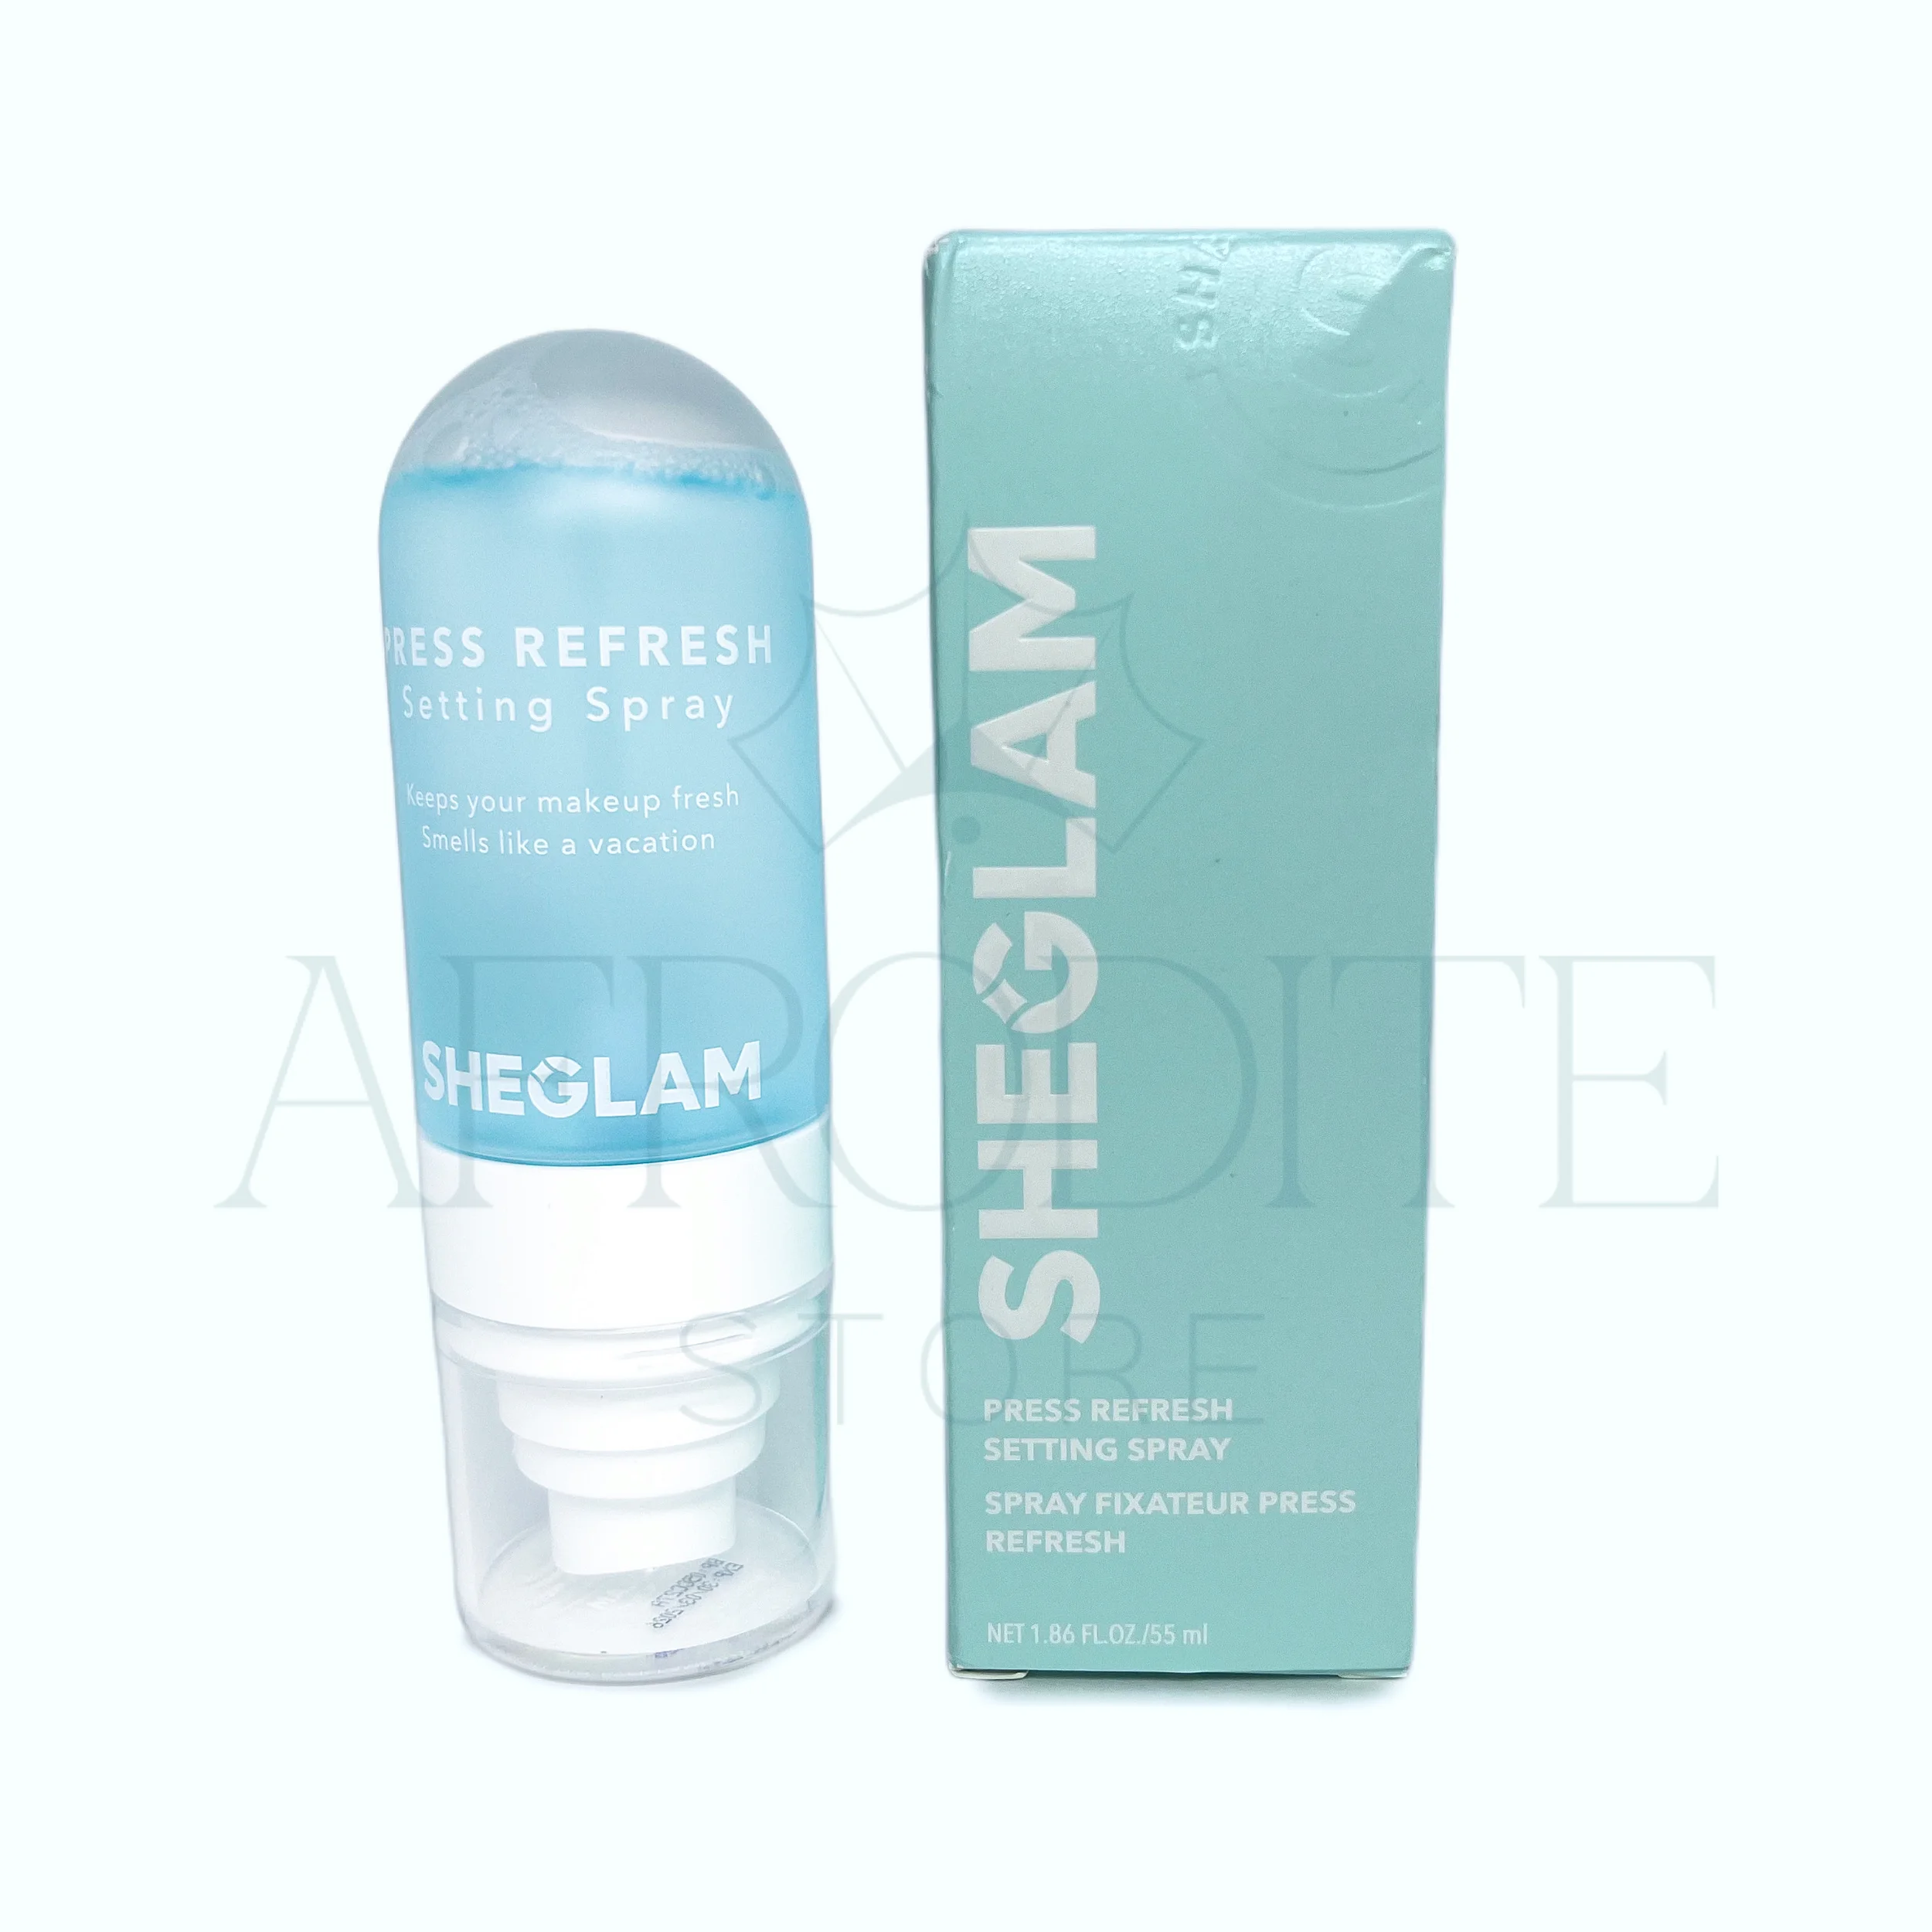 PRESS REFRESH
Setting Spray
Keeps your makeup fresh
Smells like a vacation
SHEGLAM
SHEGLAM
PRESS REFRESH
SETTING SPRAY
SPRAY FIXATEUR PRESS
REFRESH
NET 1.86 FL.OZ./55 ml
AFRODITE
STORE